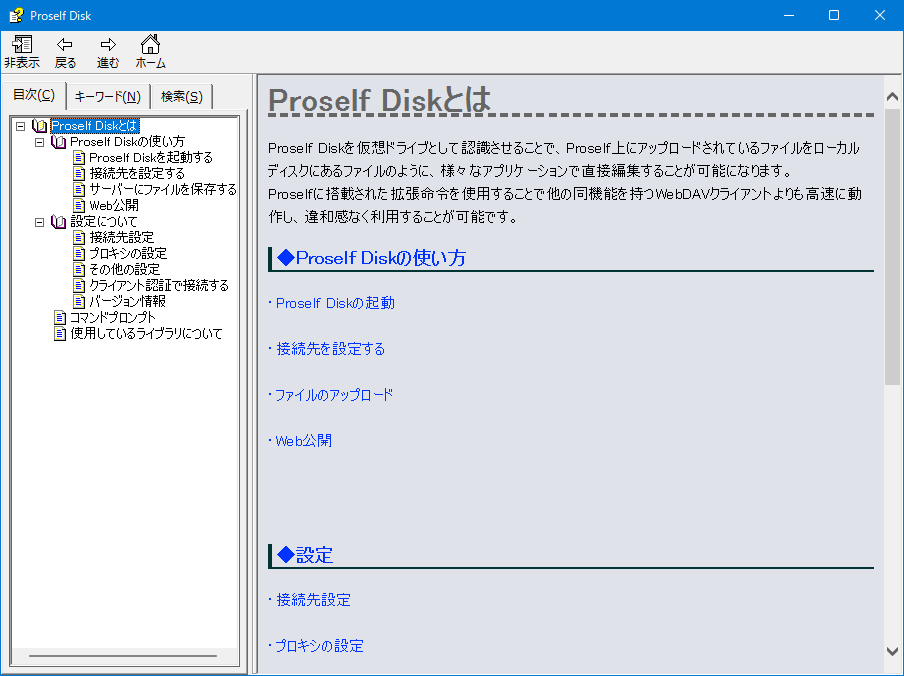 Proself Disk
非表示 戻る 進む ホーム
目次(C) キーワード(N) 検索(S)
Proself Diskとは
Proself Diskの使い方
Proself Diskを起動する
接続先を設定する
サーバーにファイルを保存する
Web公開
設定について
接続先設定
プロキシの設定
その他の設定
クライアント認証で接続する
バージョン情報
コマンドプロンプト
使用しているライブラリについて
Proself Diskとは
Proself Diskを仮想ドライブとして認識させることで、Proself上にアップロードされているファイルをローカル
ディスクにあるファイルのように、様々なアプリケーションで直接編集することが可能になります。
Proselfに搭載された拡張命令を使用することで他の同機能を持つWebDAVクライアントよりも高速に動
作し、違和感なく利用することが可能です。
◆Proself Diskの使い方
・Proself Diskの起動
・接続先を設定する
・ファイルのアップロード
・Web公開
◆設定
・接続先設定
・プロキシの設定